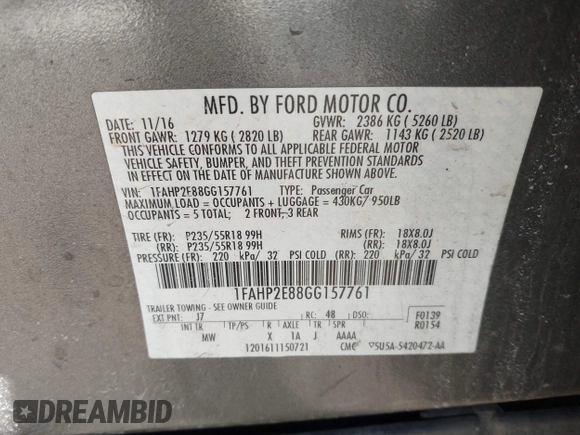 MFD. BY FORD MOTOR CO.
DATE: 11/16 GVWR: 2386 KG ( 5260 LB)
FRONT GAWR: 1279 KG ( 2820 LB) REAR GAWR: 1143 KG ( 2520 LB)
THIS VEHICLE CONFORMS TO ALL APPLICABLE FEDERAL MOTOR
VEHICLE SAFETY, BUMPER, AND THEFT PREVENTION STANDARDS
IN EFFECT ON THE DATE OF MANUFACTURE SHOWN ABOVE.
VIN: 1FAHP2E88GG157761 TYPE: Passenger Car
MAXIMUM LOAD = OCCUPANTS + LUGGAGE = 430KG/ 950LB
OCCUPANTS = 5 TOTAL; 2 FRONT, 3 REAR
TIRE (FR): P235/55R18 99H RIMS (FR): 18X8.0J
(RR): P235/55R18 99H (RR): 18X8.0J
PRESSURE (FR): 220 kPa/ 32 PSI COLD (RR): 220 kPa/ 32 PSI COLD
1FAHP2E88GG157761
TRAILER TOWING - SEE OWNER GUIDE
EXT PNT: J7 RC: 48 DSO: F0139
INT TR TP/PS R AXLE TR SPR R0154
MW X 1A J AAAA
1201611150721 CMC 5U5A-5420472-AA
DREAMBID